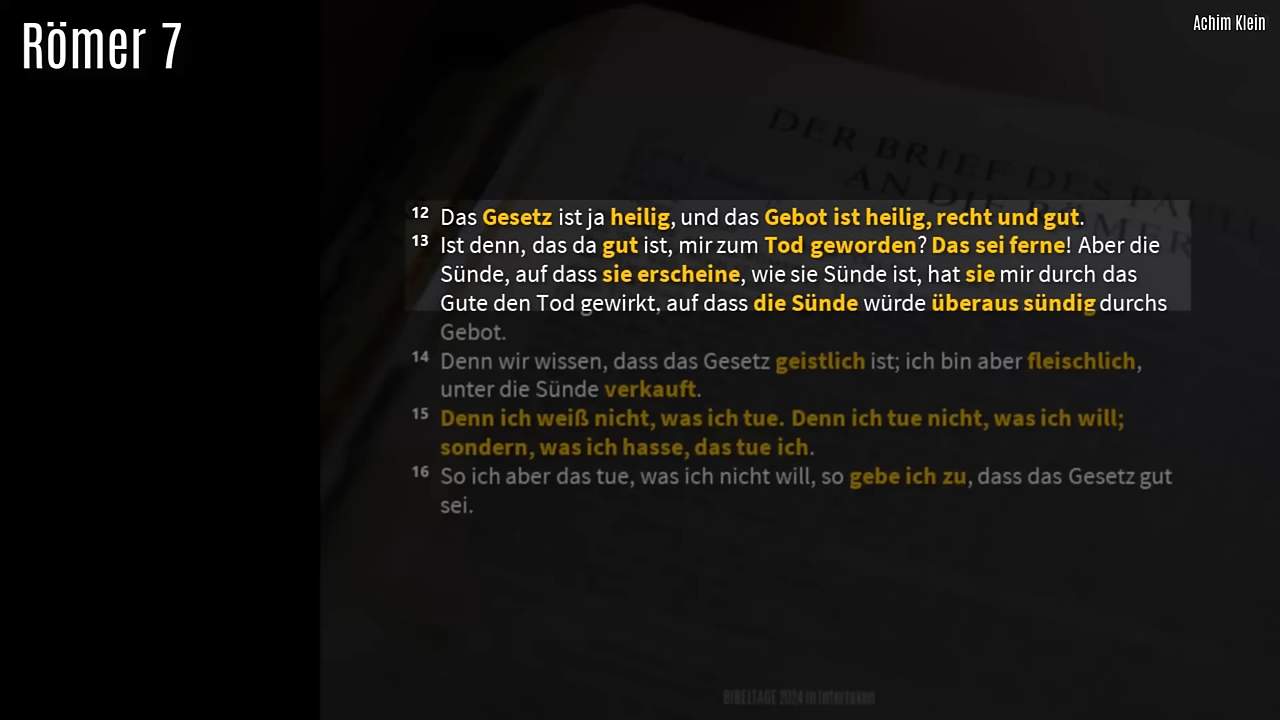 Römer 7
Achim Klein
DER BRIEF DES PAULUS
AN DIE RÖMER
12 Das Gesetz ist ja heilig, und das Gebot ist heilig, recht und gut.
13 Ist denn, das da gut ist, mir zum Tod geworden? Das sei ferne! Aber die
Sünde, auf dass sie erscheine, wie sie Sünde ist, hat sie mir durch das
Gute den Tod gewirkt, auf dass die Sünde würde überaus sündig durchs
Gebot.
14 Denn wir wissen, dass das Gesetz geistlich ist; ich bin aber fleischlich,
unter die Sünde verkauft.
15 Denn ich weiß nicht, was ich tue. Denn ich tue nicht, was ich will;
sondern, was ich hasse, das tue ich.
16 So ich aber das tue, was ich nicht will, so gebe ich zu, dass das Gesetz gut
sei.
BIBELTAGE 2024 in Interlaken